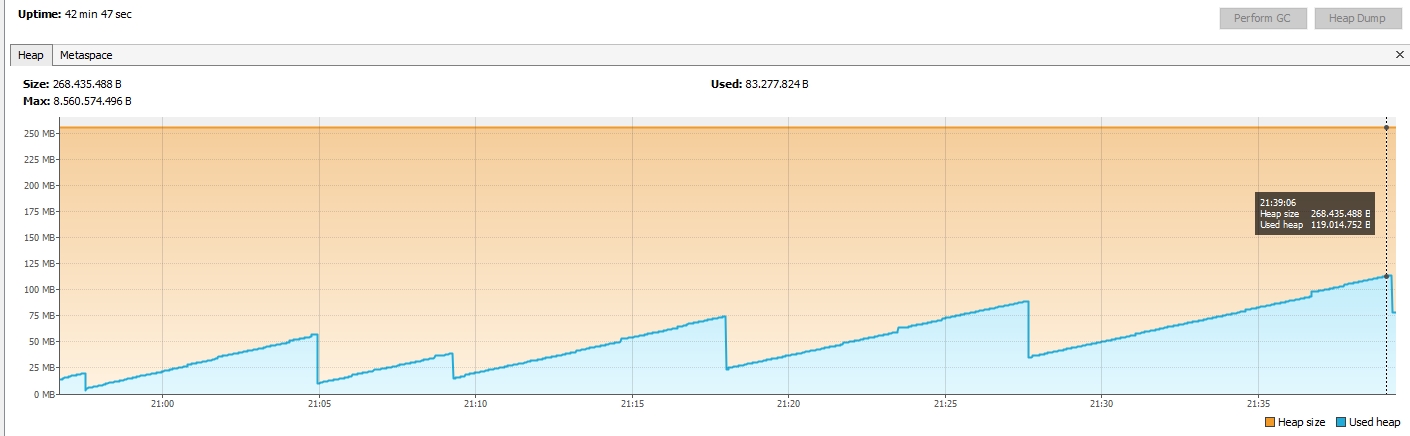 Uptime: 42 min 47 sec
Perform GC Heap Dump
Heap Metaspace ×
Size: 268.435.488 B Used: 83.277.824 B
Max: 8.560.574.496 B
250 MB
225 MB
200 MB
175 MB
150 MB
125 MB
100 MB
75 MB
50 MB
25 MB
0 MB
21:39:06
Heap size 268.435.488 B
Used heap 119.014.752 B
21:00 21:05 21:10 21:15 21:20 21:25 21:30 21:35
Heap size Used heap